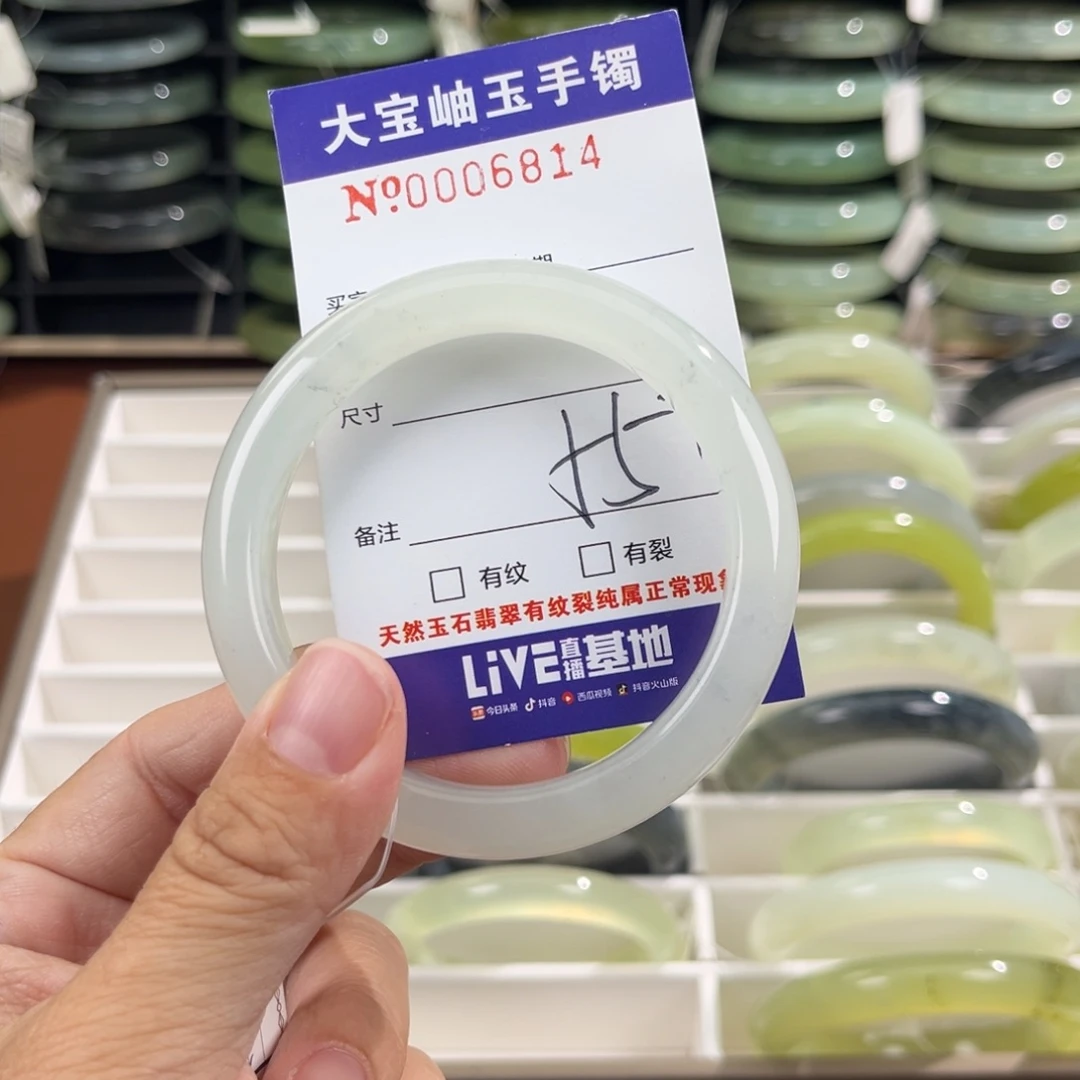 大宝岫玉手镯
Nº0006814
尺寸
备注
□ 有纹 □ 有裂
天然玉石翡翠有纹裂纯属正常现
LiVE直播基地
今日头条 抖音 西瓜视频 抖音火山版